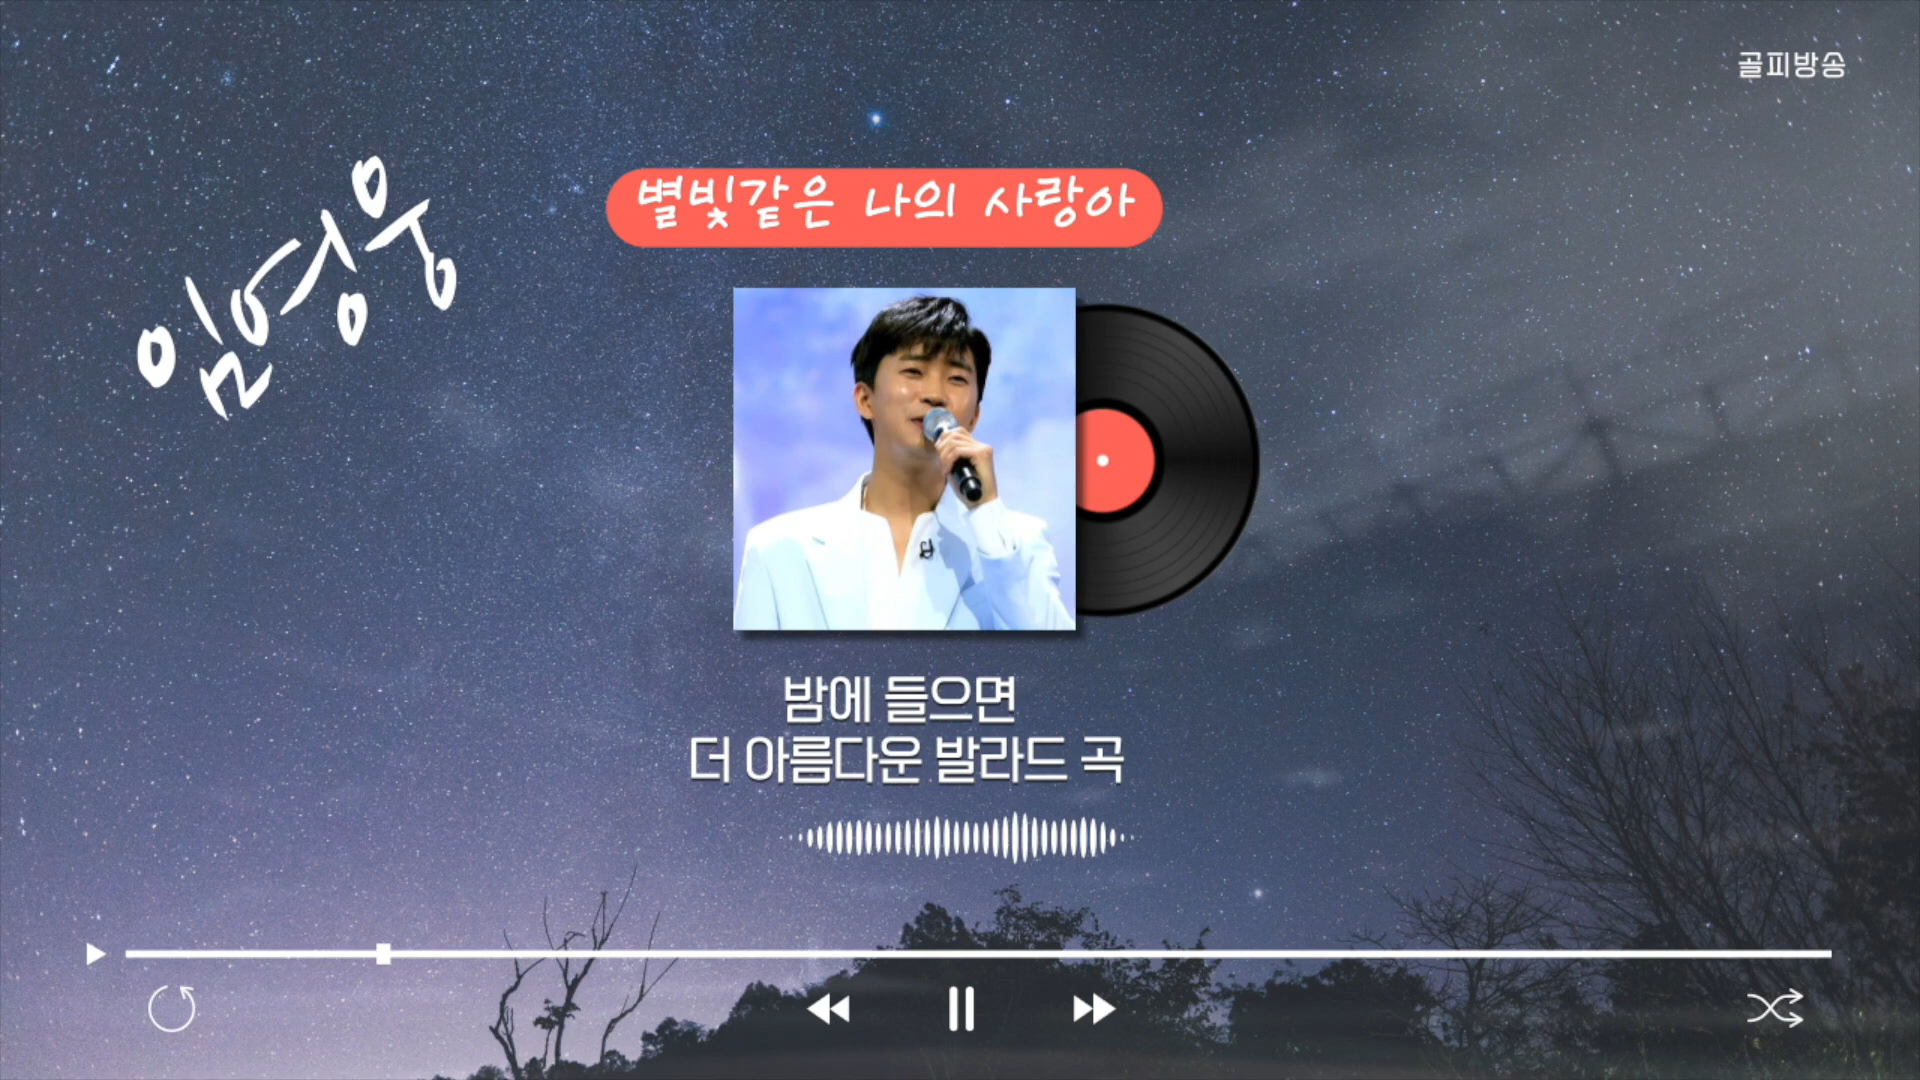 골피방송
임영웅
별빛같은 나의 사랑아
밤에 들으면
더 아름다운 발라드 곡